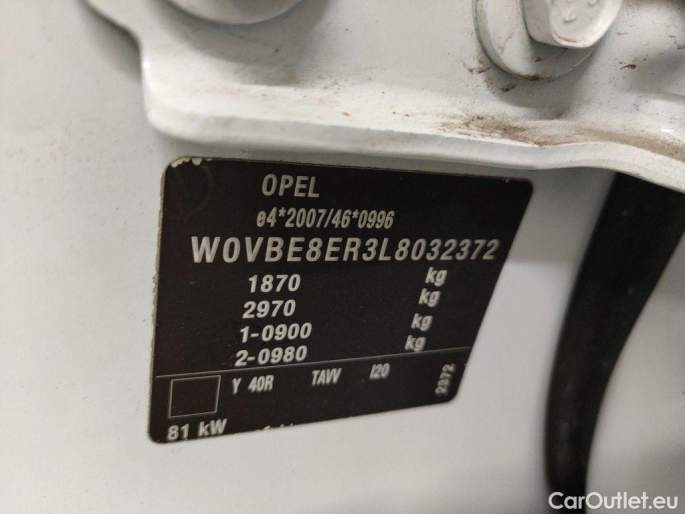 OPEL
e4*2007/46*0996
W0VBE8ER3L8032372
1870 kg
2970 kg
1-0900 kg
2-0980 kg
Y 40R TAVV I20 2372
81 kW
CarOutlet.eu